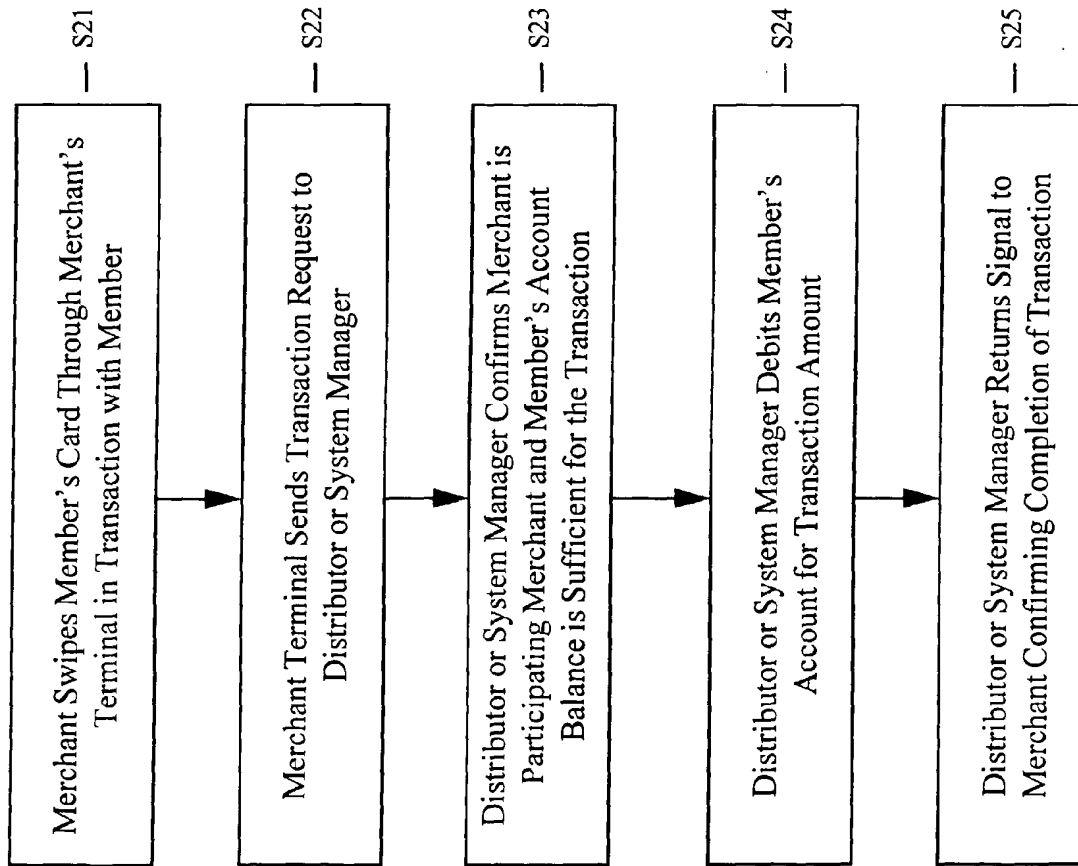 Merchant Swipes Member's Card Through Merchant's
Terminal in Transaction with Member
S21
Merchant Terminal Sends Transaction Request to
Distributor or System Manager
S22
Distributor or System Manager Confirms Merchant is
Participating Merchant and Member's Account
Balance is Sufficient for the Transaction
S23
Distributor or System Manager Debits Member's
Account for Transaction Amount
S24
Distributor or System Manager Returns Signal to
Merchant Confirming Completion of Transaction
S25